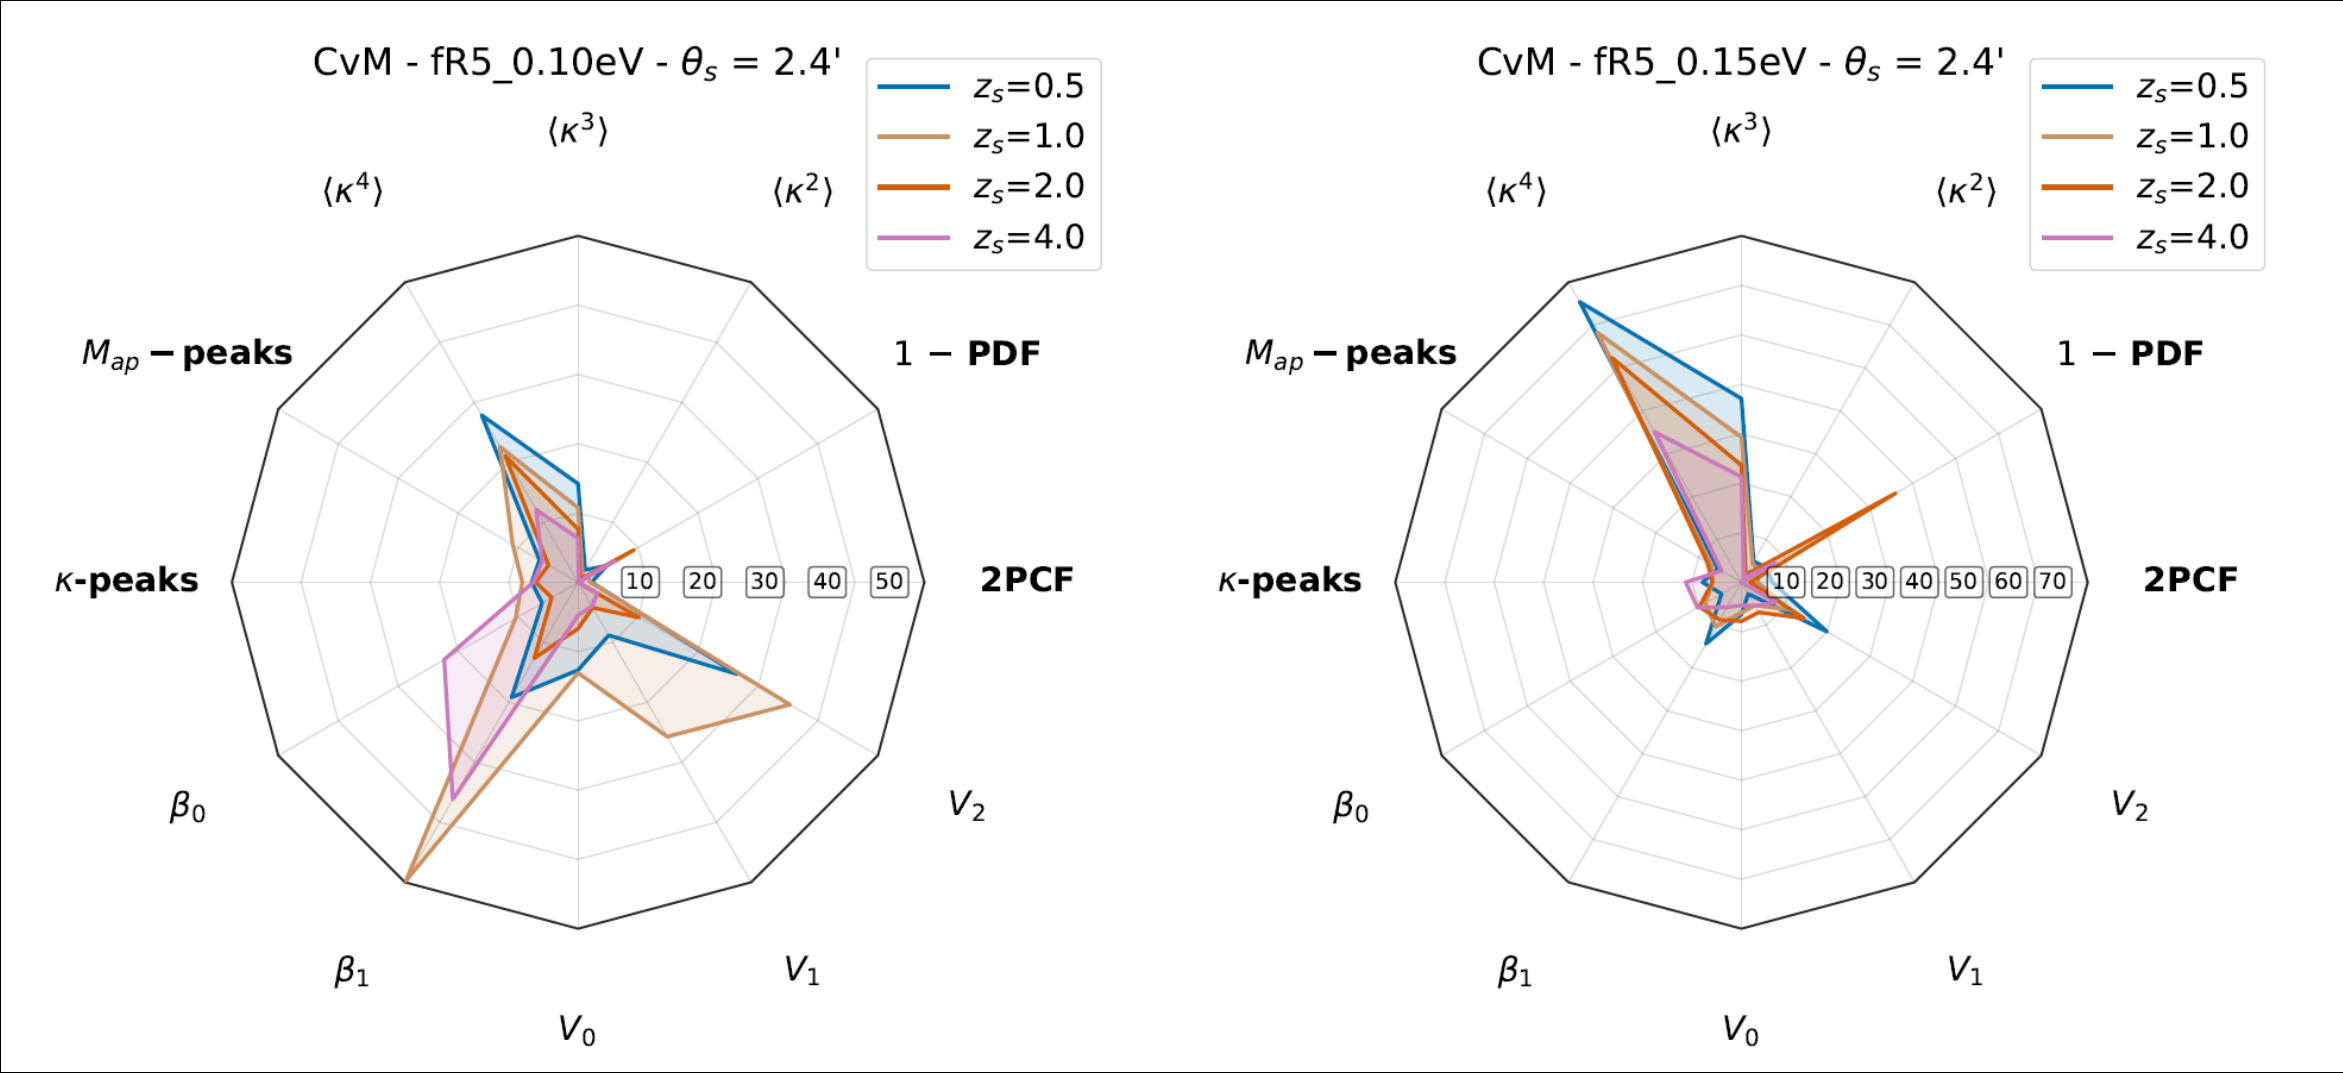 CvM - fR5_0.10eV - θₛ = 2.4'
zₛ=0.5
zₛ=1.0
zₛ=2.0
zₛ=4.0
⟨κ³⟩
⟨κ⁴⟩
⟨κ²⟩
Mₐₚ − peaks
1 − PDF
κ-peaks
10 20 30 40 50
2PCF
β₀
V₂
β₁
V₁
V₀
CvM - fR5_0.15eV - θₛ = 2.4'
zₛ=0.5
zₛ=1.0
zₛ=2.0
zₛ=4.0
⟨κ³⟩
⟨κ⁴⟩
⟨κ²⟩
Mₐₚ − peaks
1 − PDF
κ-peaks
10 20 30 40 50 60 70
2PCF
β₀
V₂
β₁
V₁
V₀